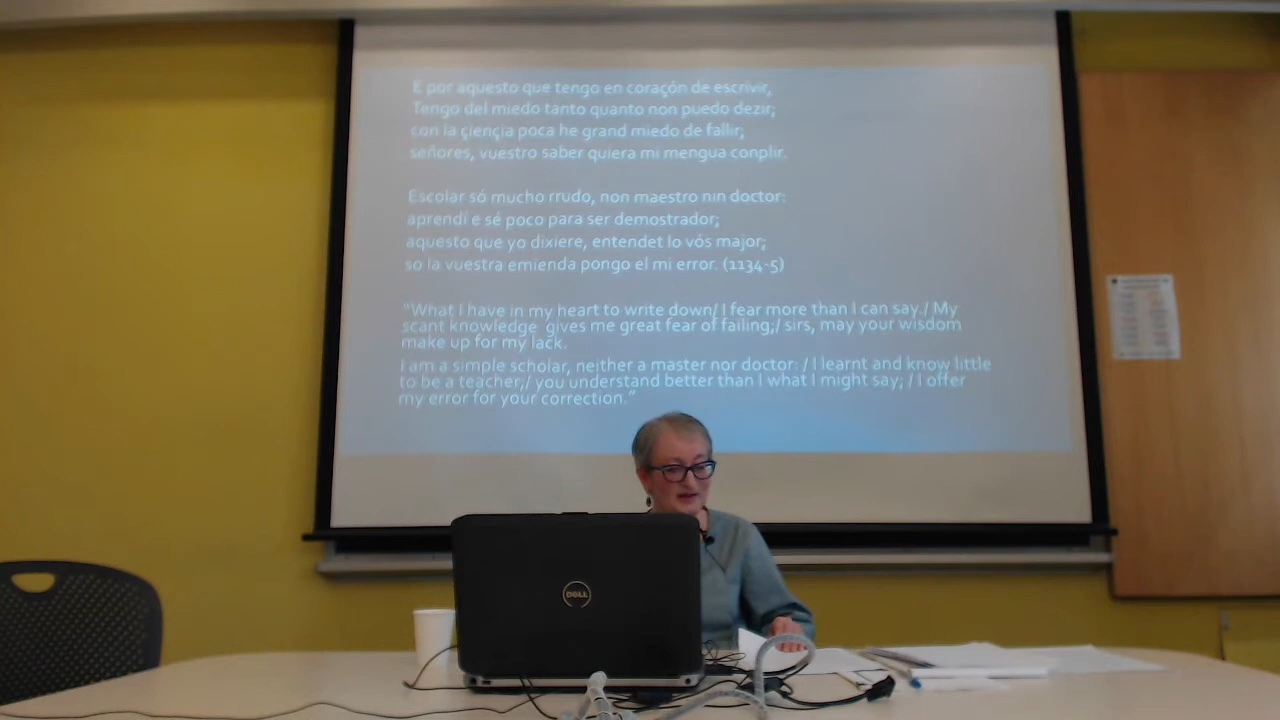 E por aquesto que tengo en coraçón de escrivir,
Tengo del miedo tanto quanto non puedo dezir;
con la çiençia poca he grand miedo de fallir;
señores, vuestro saber quiera mi mengua conplir.
Escolar só mucho rrudo, non maestro nin doctor:
aprendí e sé poco para ser demostrador;
aquesto que yo dixiere, entendet lo vós major;
so la vuestra emienda pongo el mi error. (1134-5)
"What I have in my heart to write down/ I fear more than I can say./ My
scant knowledge gives me great fear of failing;/ sirs, may your wisdom
make up for my lack.
I am a simple scholar, neither a master nor doctor: / I learnt and know little
to be a teacher;/ you understand better than I what I might say; / I offer
my error for your correction."
DELL